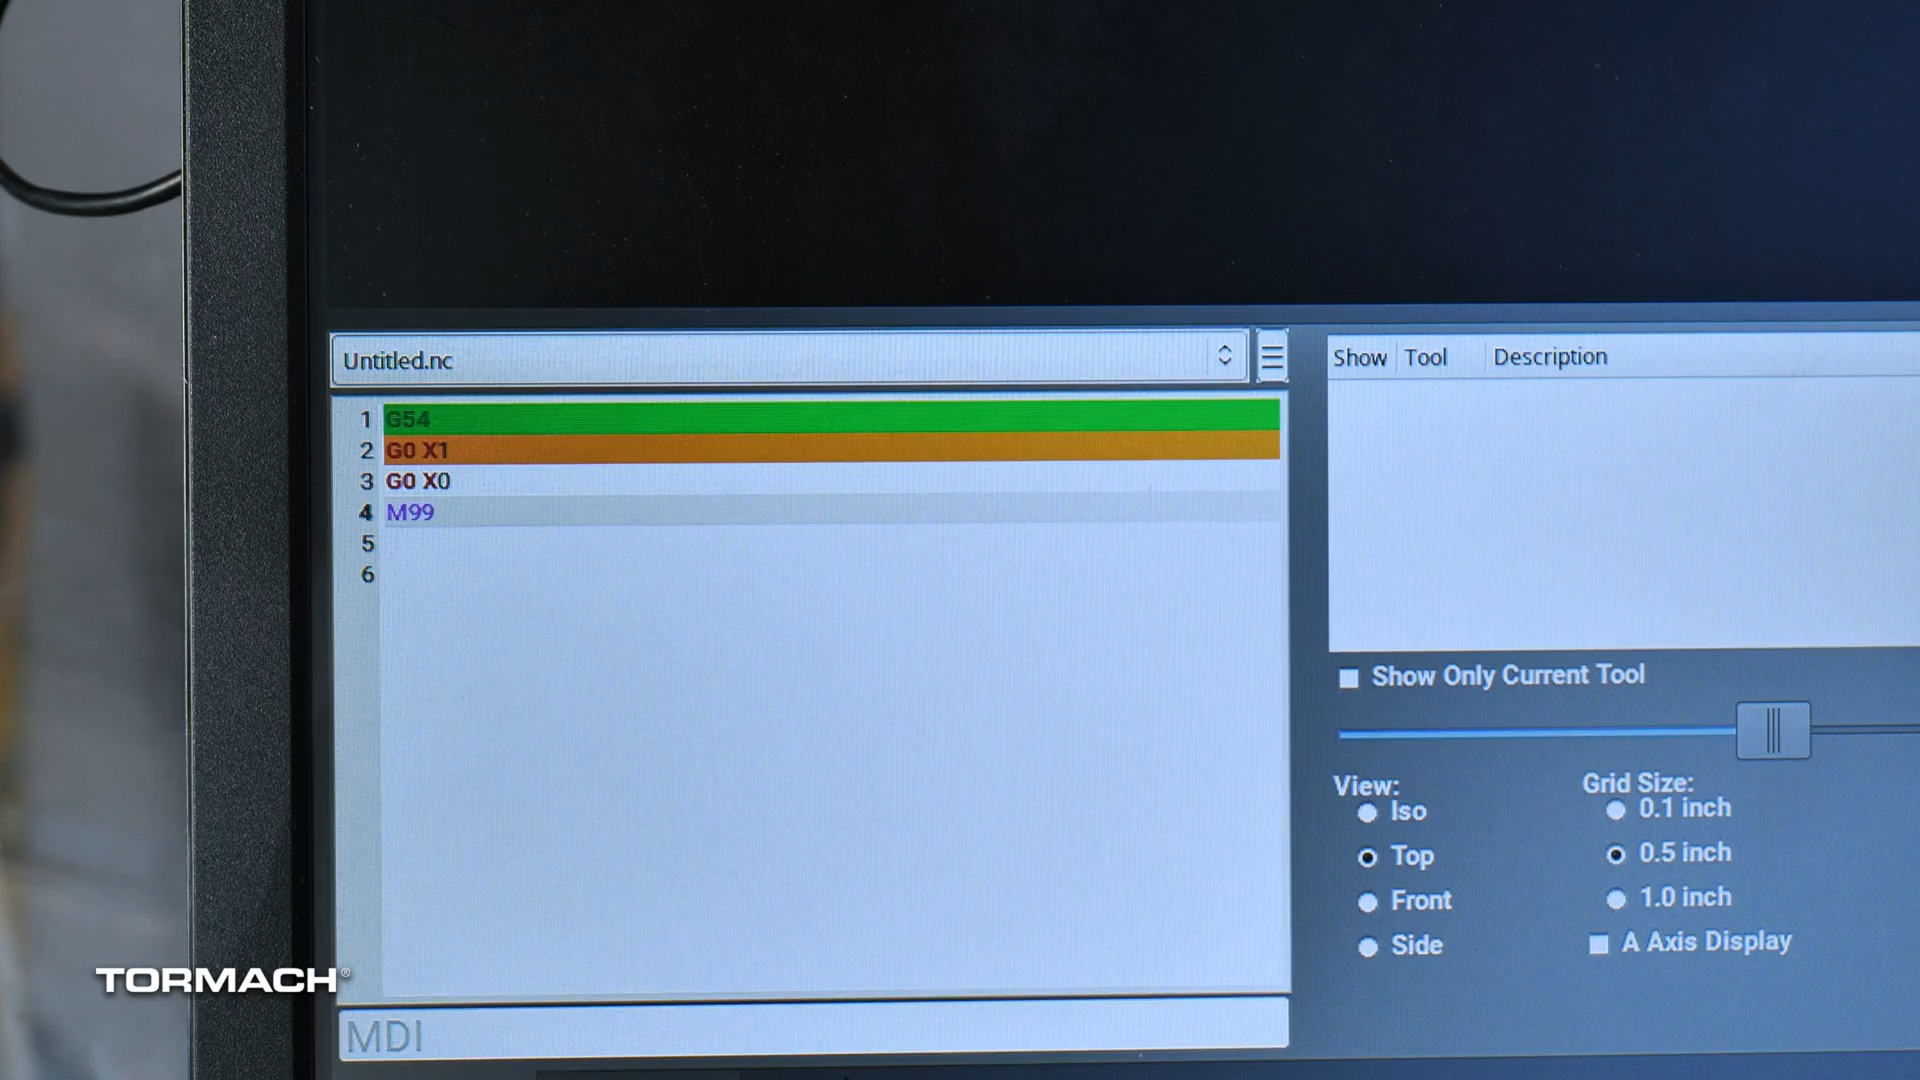 Untitled.nc
1 G54
2 G0 X1
3 G0 X0
4 M99
5
6
MDI
Show Tool Description
Show Only Current Tool
View:
Iso
Top
Front
Side
Grid Size:
0.1 inch
0.5 inch
1.0 inch
A Axis Display
TORMACH®